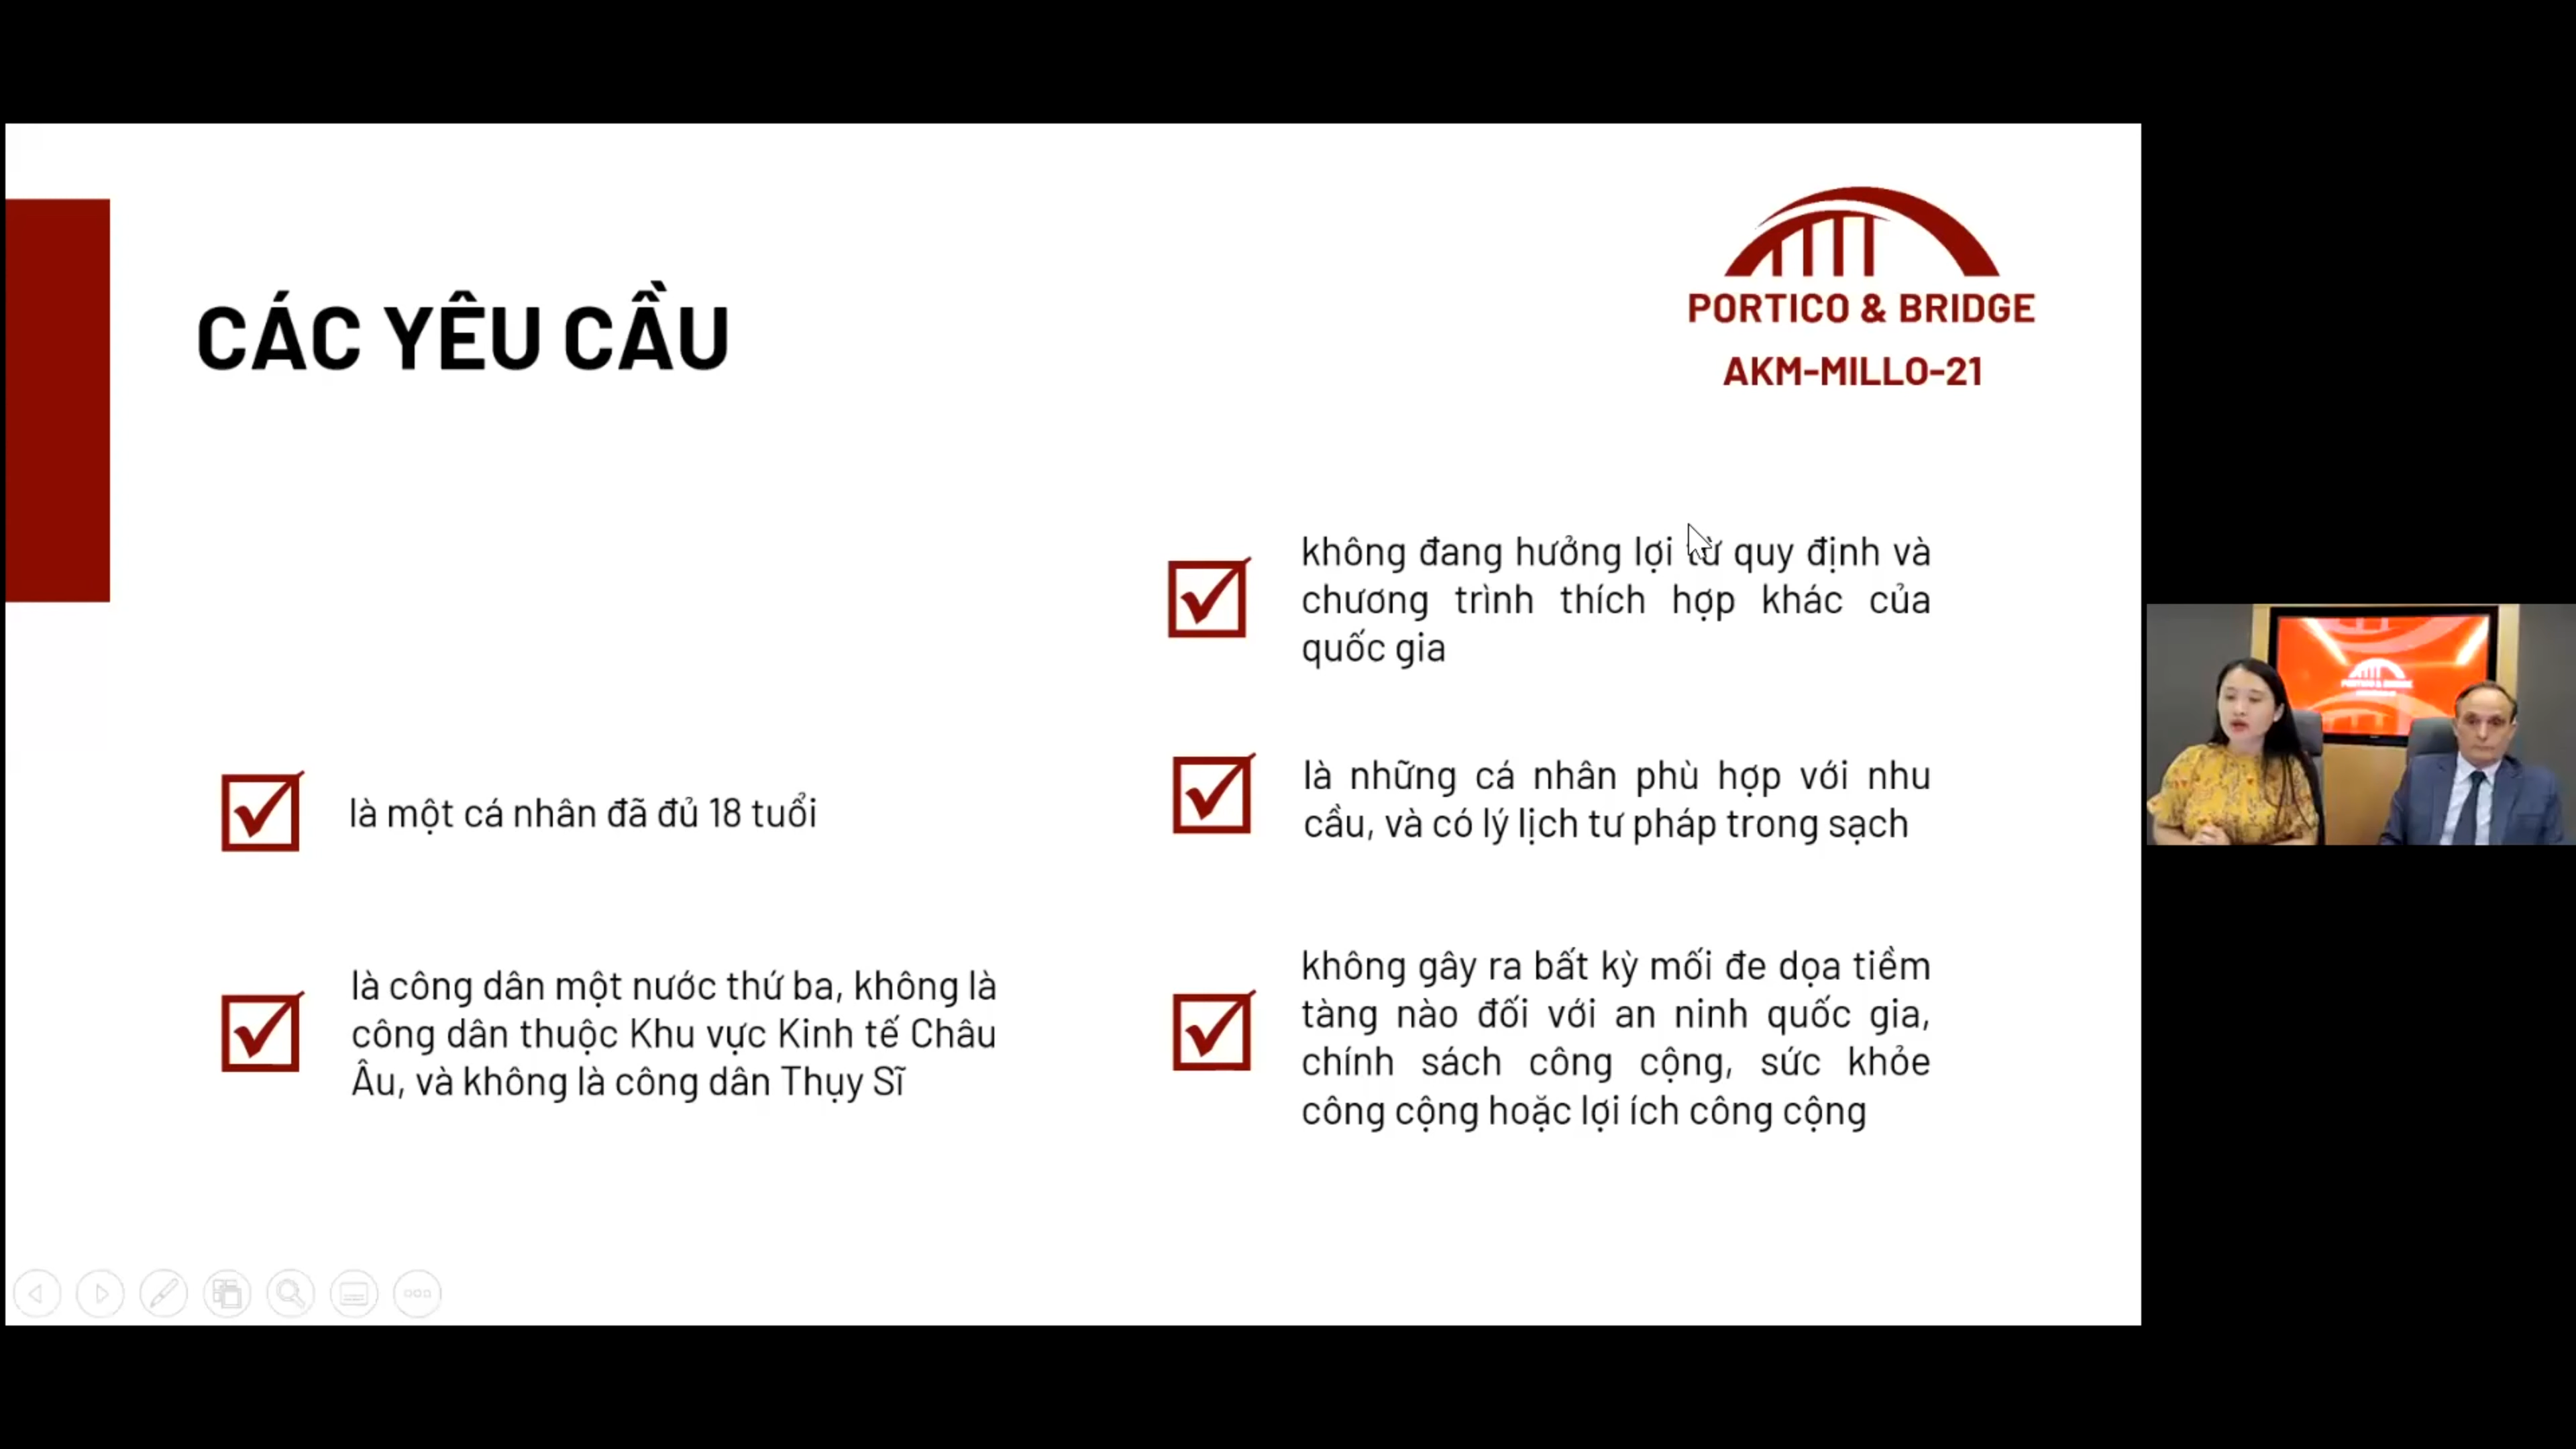 CÁC YÊU CẦU
PORTICO & BRIDGE
AKM-MILLO-21
là một cá nhân đã đủ 18 tuổi
là công dân một nước thứ ba, không là
công dân thuộc Khu vực Kinh tế Châu
Âu, và không là công dân Thụy Sĩ
không đang hưởng lợi từ quy định và
chương trình thích hợp khác của
quốc gia
là những cá nhân phù hợp với nhu
cầu, và có lý lịch tư pháp trong sạch
không gây ra bất kỳ mối đe dọa tiềm
tàng nào đối với an ninh quốc gia,
chính sách công cộng, sức khỏe
công cộng hoặc lợi ích công cộng
PORTICO & BRIDGE